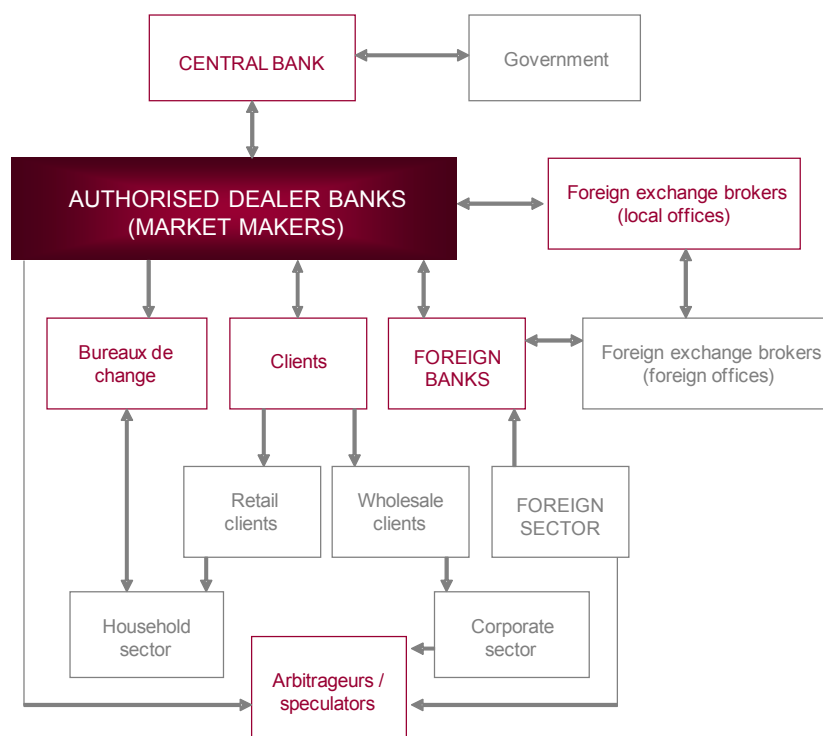 CENTRAL BANK
Government
AUTHORISED DEALER BANKS
(MARKET MAKERS)
Foreign exchange brokers
(local offices)
Bureaux de
change
Clients
FOREIGN
BANKS
Foreign exchange brokers
(foreign offices)
Retail
clients
Wholesale
clients
FOREIGN
SECTOR
Household
sector
Corporate
sector
Arbitrageurs /
speculators